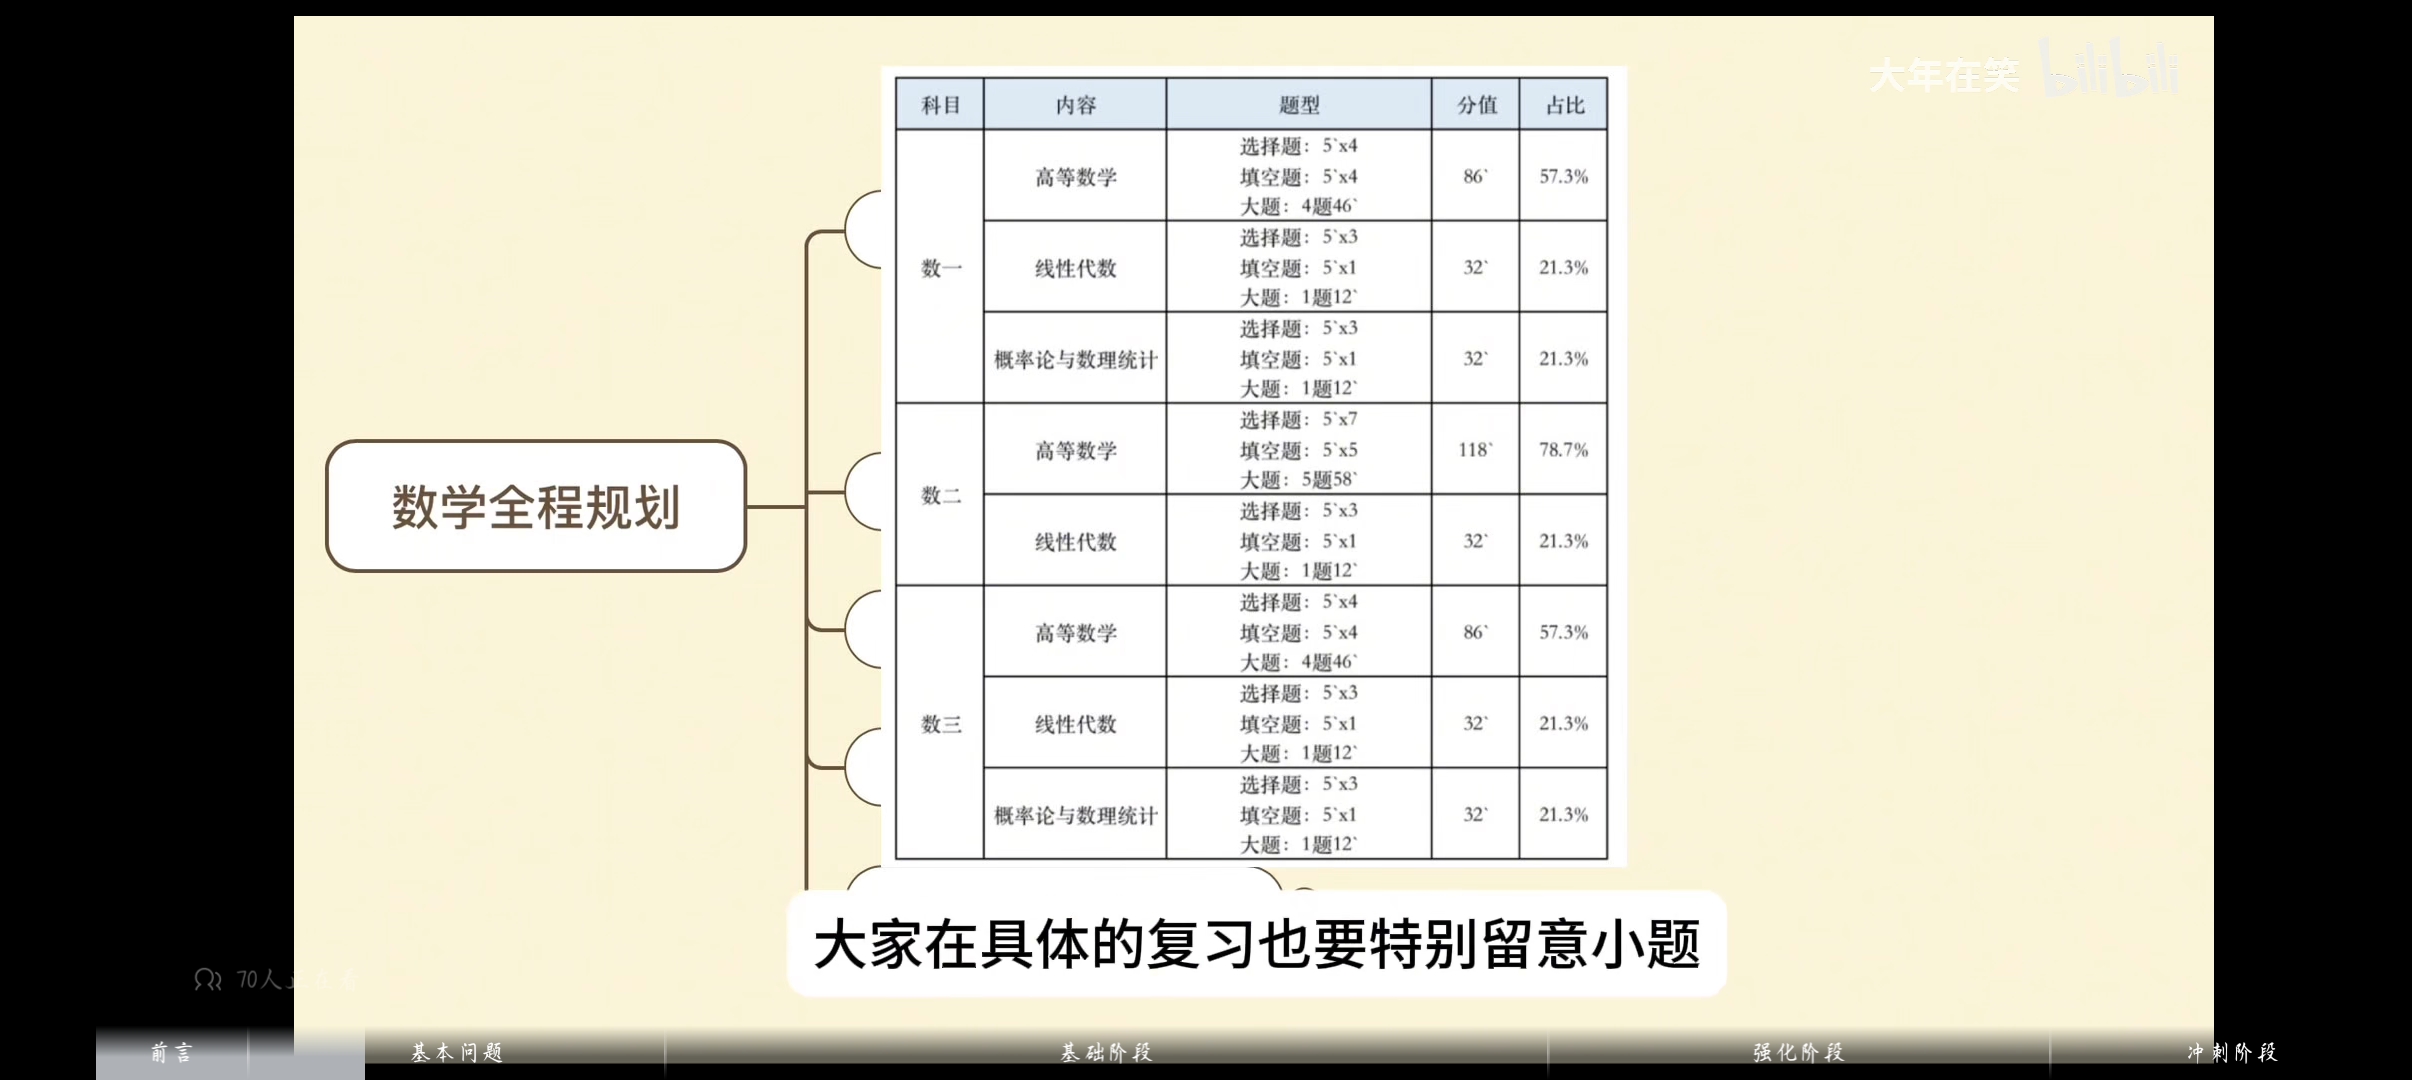 大年在笑 bilibili
科目 内容 题型 分值 占比
数一
高等数学
选择题：5`x4
填空题：5`x4
大题：4题46`
86` 57.3%
线性代数
选择题：5`x3
填空题：5`x1
大题：1题12`
32` 21.3%
概率论与数理统计
选择题：5`x3
填空题：5`x1
大题：1题12`
32` 21.3%
数二
高等数学
选择题：5`x7
填空题：5`x5
大题：5题58`
118` 78.7%
线性代数
选择题：5`x3
填空题：5`x1
大题：1题12`
32` 21.3%
数三
高等数学
选择题：5`x4
填空题：5`x4
大题：4题46`
86` 57.3%
线性代数
选择题：5`x3
填空题：5`x1
大题：1题12`
32` 21.3%
概率论与数理统计
选择题：5`x3
填空题：5`x1
大题：1题12`
32` 21.3%
数学全程规划
大家在具体的复习也要特别留意小题
70人正在看
前言 基本问题 基础阶段 强化阶段 冲刺阶段